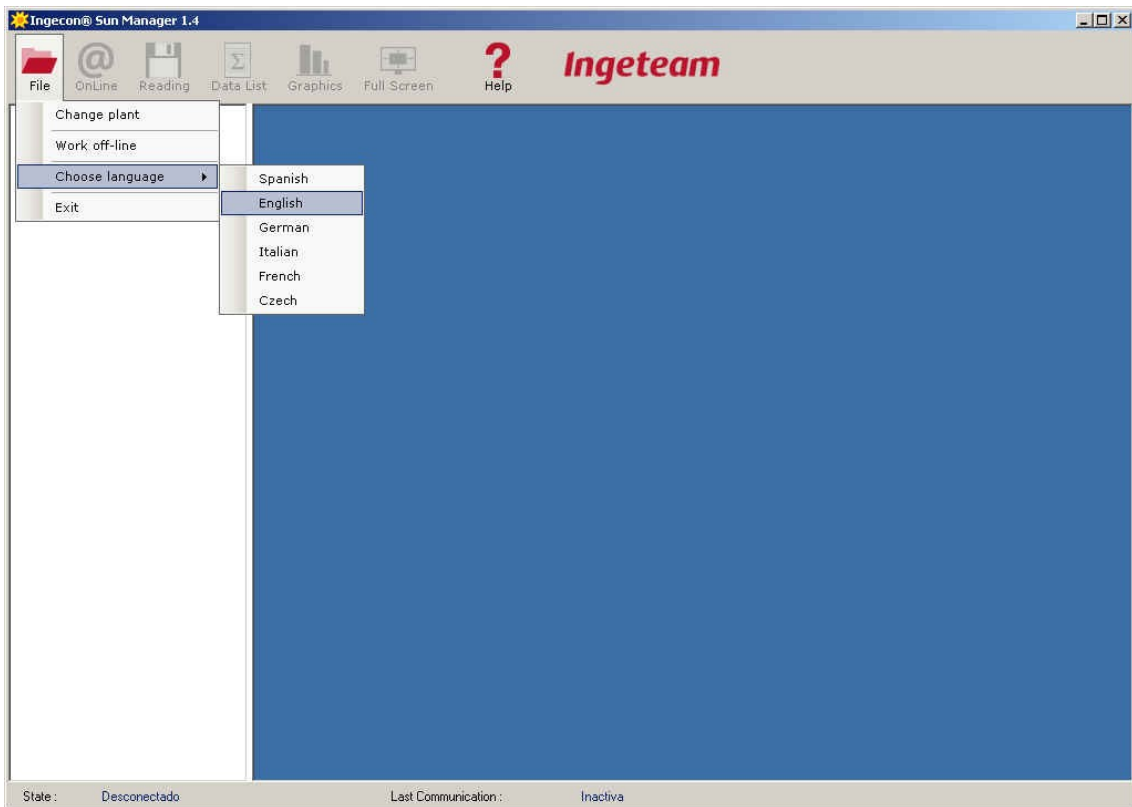 Ingecon® Sun Manager 1.4
File OnLine Reading Data List Graphics Full Screen Help Ingeteam
Change plant
Work off-line
Choose language
Exit
Spanish
English
German
Italian
French
Czech
State : Desconectado Last Communication : Inactiva